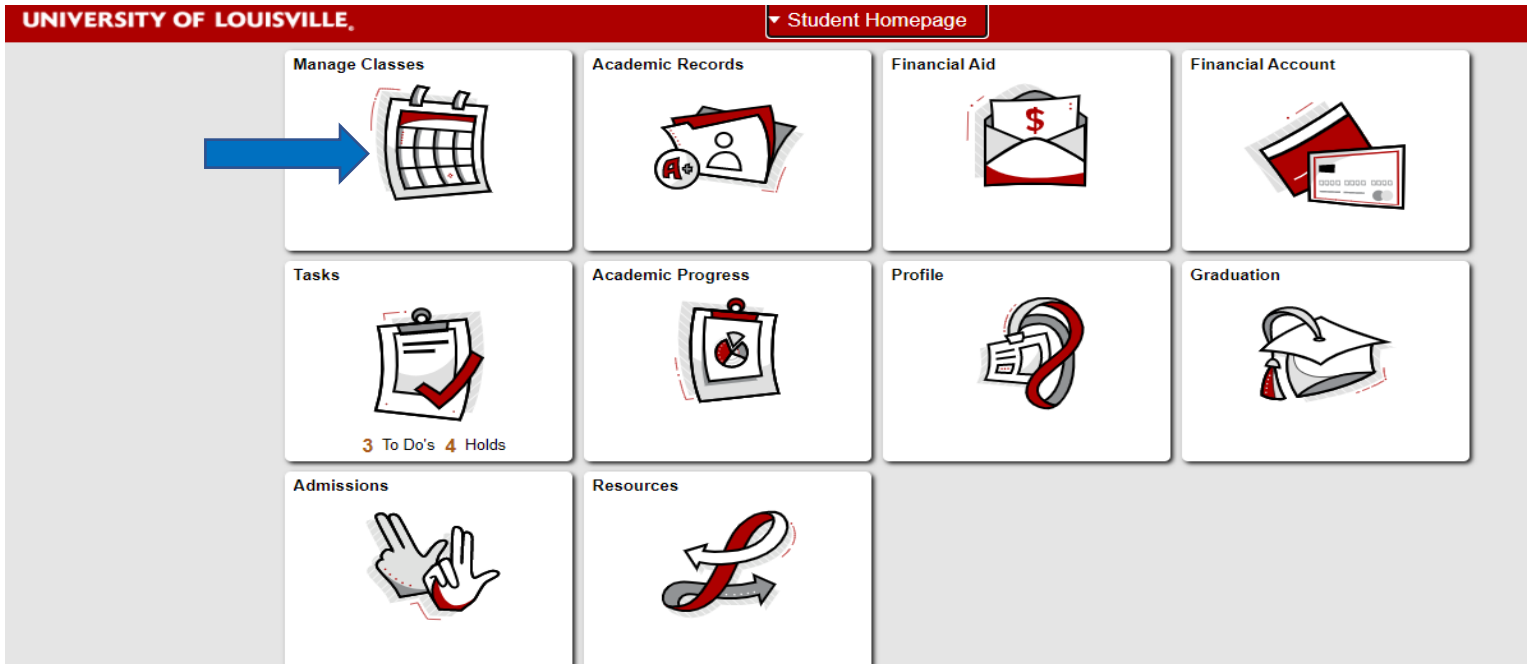 UNIVERSITY OF LOUISVILLE.
Student Homepage
Manage Classes
Academic Records
Financial Aid
Financial Account
A+
$
Tasks
Academic Progress
Profile
Graduation
3 To Do's 4 Holds
Admissions
Resources